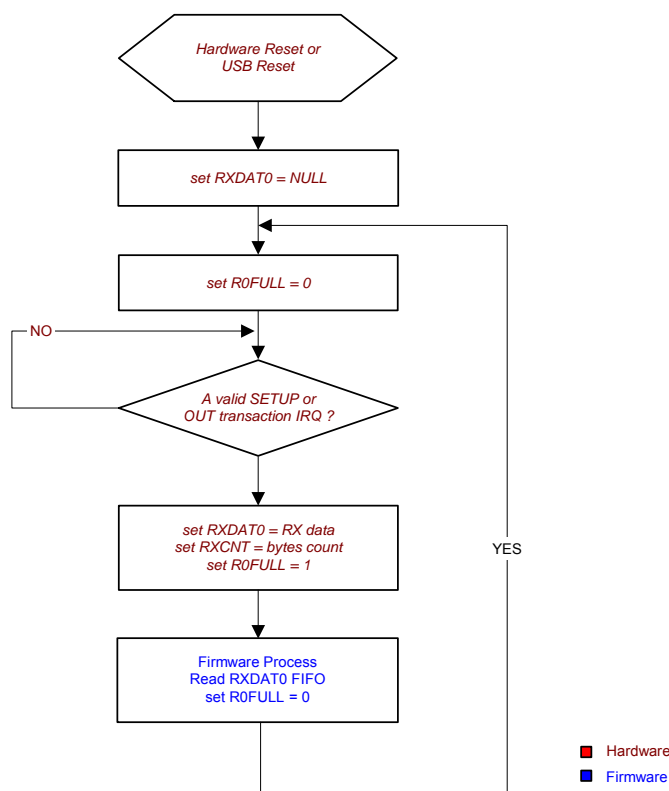 Hardware Reset or
USB Reset
set RXDAT0 = NULL
set R0FULL = 0
NO
A valid SETUP or
OUT transaction IRQ ?
set RXDAT0 = RX data
set RXCNT = bytes count
set R0FULL = 1
YES
Firmware Process
Read RXDAT0 FIFO
set R0FULL = 0
Hardware
Firmware